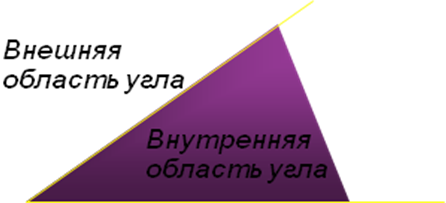 Внешняя
область угла
Внутренняя
область угла